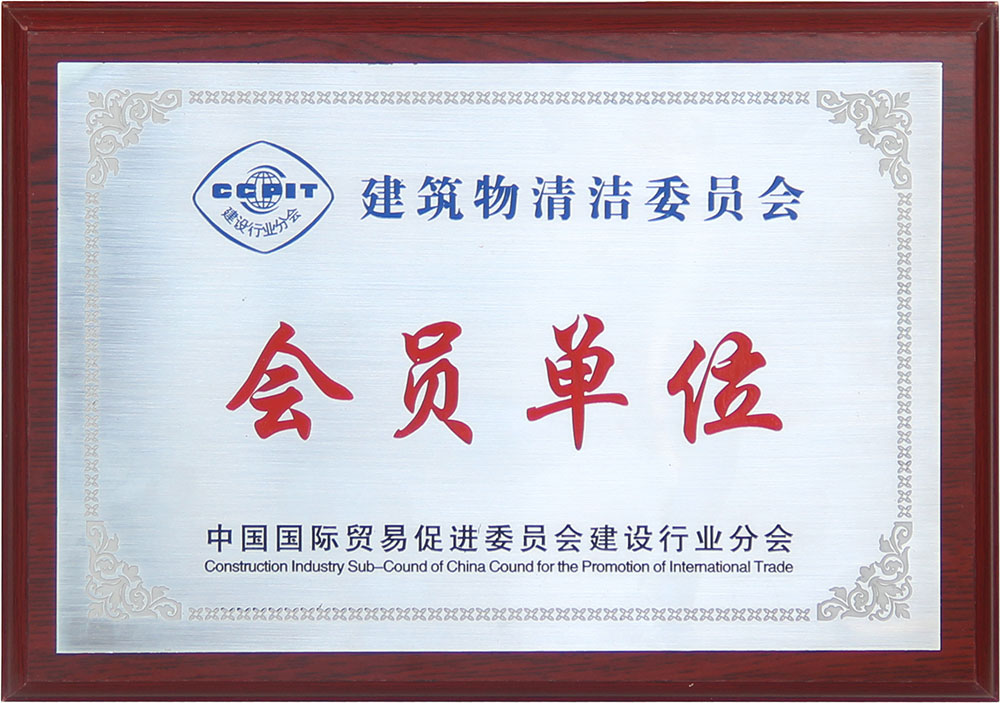 CCPIT
建设行业分会
建筑物清洁委员会
会员单位
中国国际贸易促进委员会建设行业分会
Construction Industry Sub-Cound of China Cound for the Promotion of International Trade